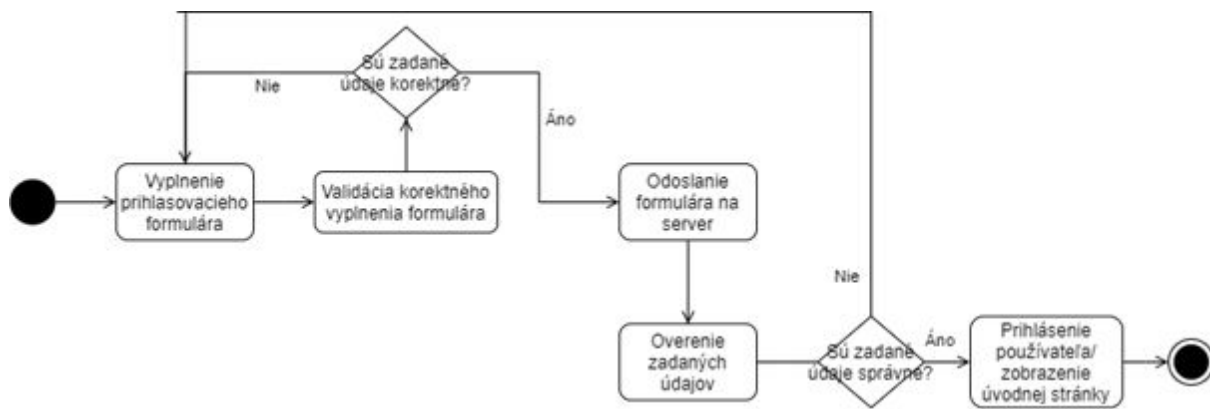 Sú zadané
údaje korektné?
Nie
Áno
Vyplnenie
prihlasovacieho
formulára
Validácia korektného
vyplnenia formulára
Odoslanie
formulára na
server
Nie
Overenie
zadaných
údajov
Sú zadané
údaje správne?
Áno
Prihlásenie
používateľa/
zobrazenie
úvodnej stránky